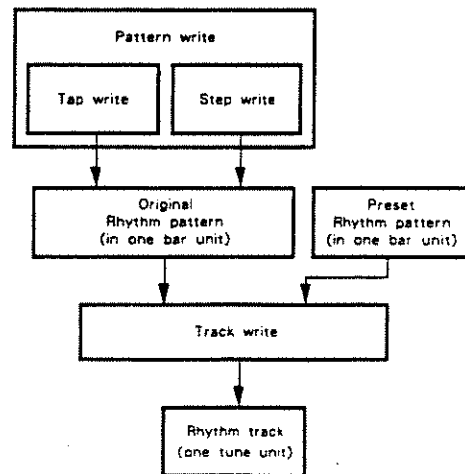 Pattern write
Tap write
Step write
Original
Rhythm pattern
(in one bar unit)
Preset
Rhythm pattern
(in one bar unit)
Track write
Rhythm track
(one tune unit)